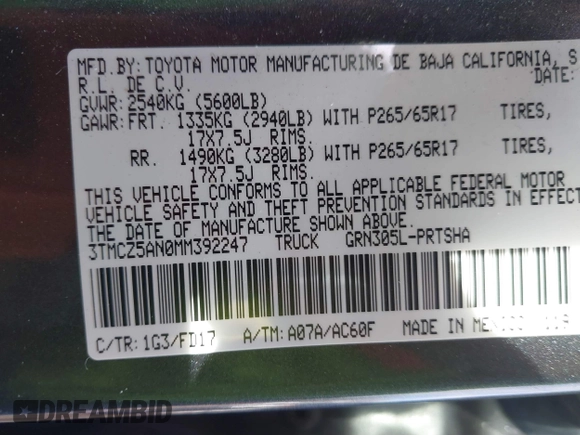 MFD.BY: TOYOTA MOTOR MANUFACTURING DE BAJA CALIFORNIA, S
R.L. DE C.V. DATE:
GVWR: 2540KG (5600LB)
GAWR: FRT. 1335KG (2940LB) WITH P265/65R17 TIRES,
17X7.5J RIMS.
RR. 1490KG (3280LB) WITH P265/65R17 TIRES,
17X7.5J RIMS.
THIS VEHICLE CONFORMS TO ALL APPLICABLE FEDERAL MOTOR
VEHICLE SAFETY AND THEFT PREVENTION STANDARDS IN EFFECT
THE DATE OF MANUFACTURE SHOWN ABOVE.
3TMCZ5AN0MM392247 TRUCK GRN305L-PRTSHA
C/TR: 1G3/FD17 A/TM: A07A/AC60F MADE IN MEXICO 119
DREAMBID